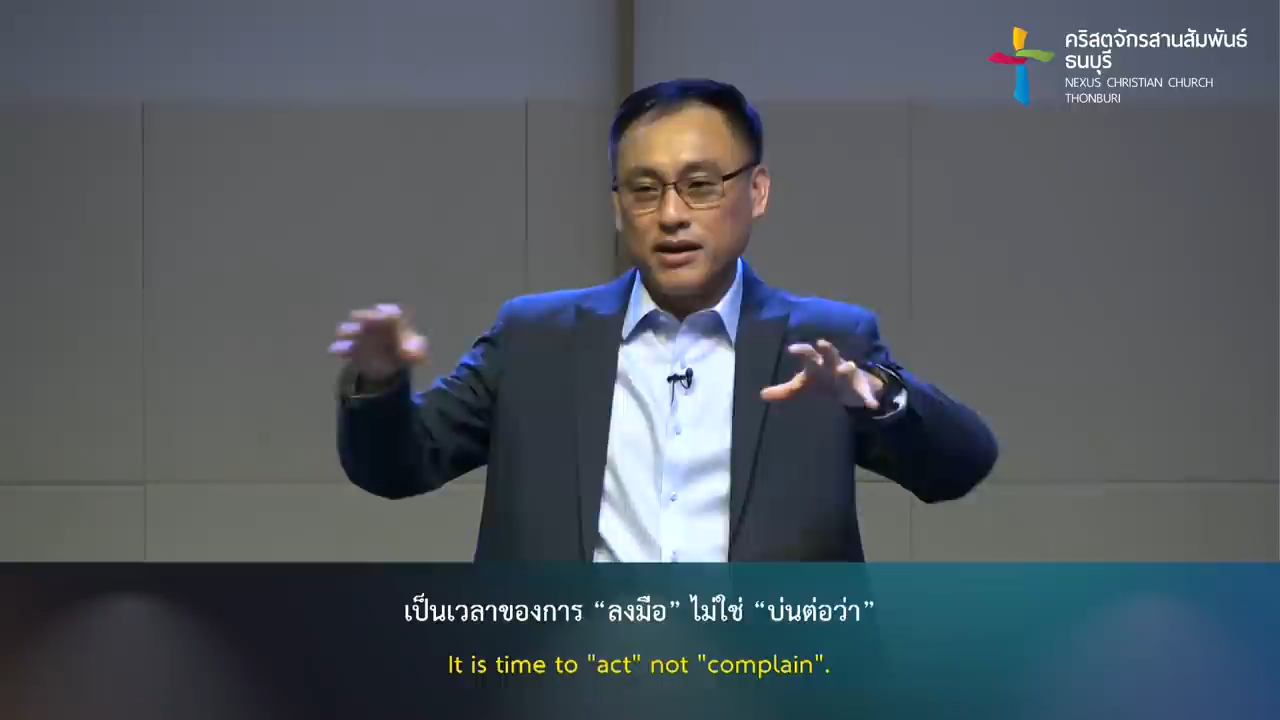 คริสตจักรสานสัมพันธ์
ธนบุรี
NEXUS CHRISTIAN CHURCH
THONBURI
เป็นเวลาของการ “ลงมือ” ไม่ใช่ “บ่นต่อว่า”
It is time to "act" not "complain".